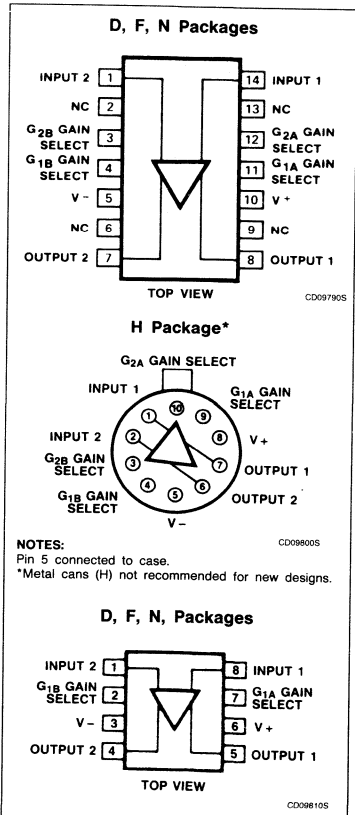 D, F, N Packages
INPUT 2 1 14 INPUT 1
NC 2 13 NC
G2B GAIN SELECT 3 12 G2A GAIN SELECT
G1B GAIN SELECT 4 11 G1A GAIN SELECT
V- 5 10 V+
NC 6 9 NC
OUTPUT 2 7 8 OUTPUT 1
TOP VIEW
CD09790S
H Package*
G2A GAIN SELECT
INPUT 1
G1A GAIN SELECT
10
1 9
INPUT 2 2 8 V+
G2B GAIN SELECT 3 7 OUTPUT 1
G1B GAIN SELECT 4 5 6 OUTPUT 2
V-
CD09800S
NOTES:
Pin 5 connected to case.
*Metal cans (H) not recommended for new designs.
D, F, N, Packages
INPUT 2 1 8 INPUT 1
G1B GAIN SELECT 2 7 G1A GAIN SELECT
V- 3 6 V+
OUTPUT 2 4 5 OUTPUT 1
TOP VIEW
CD09810S